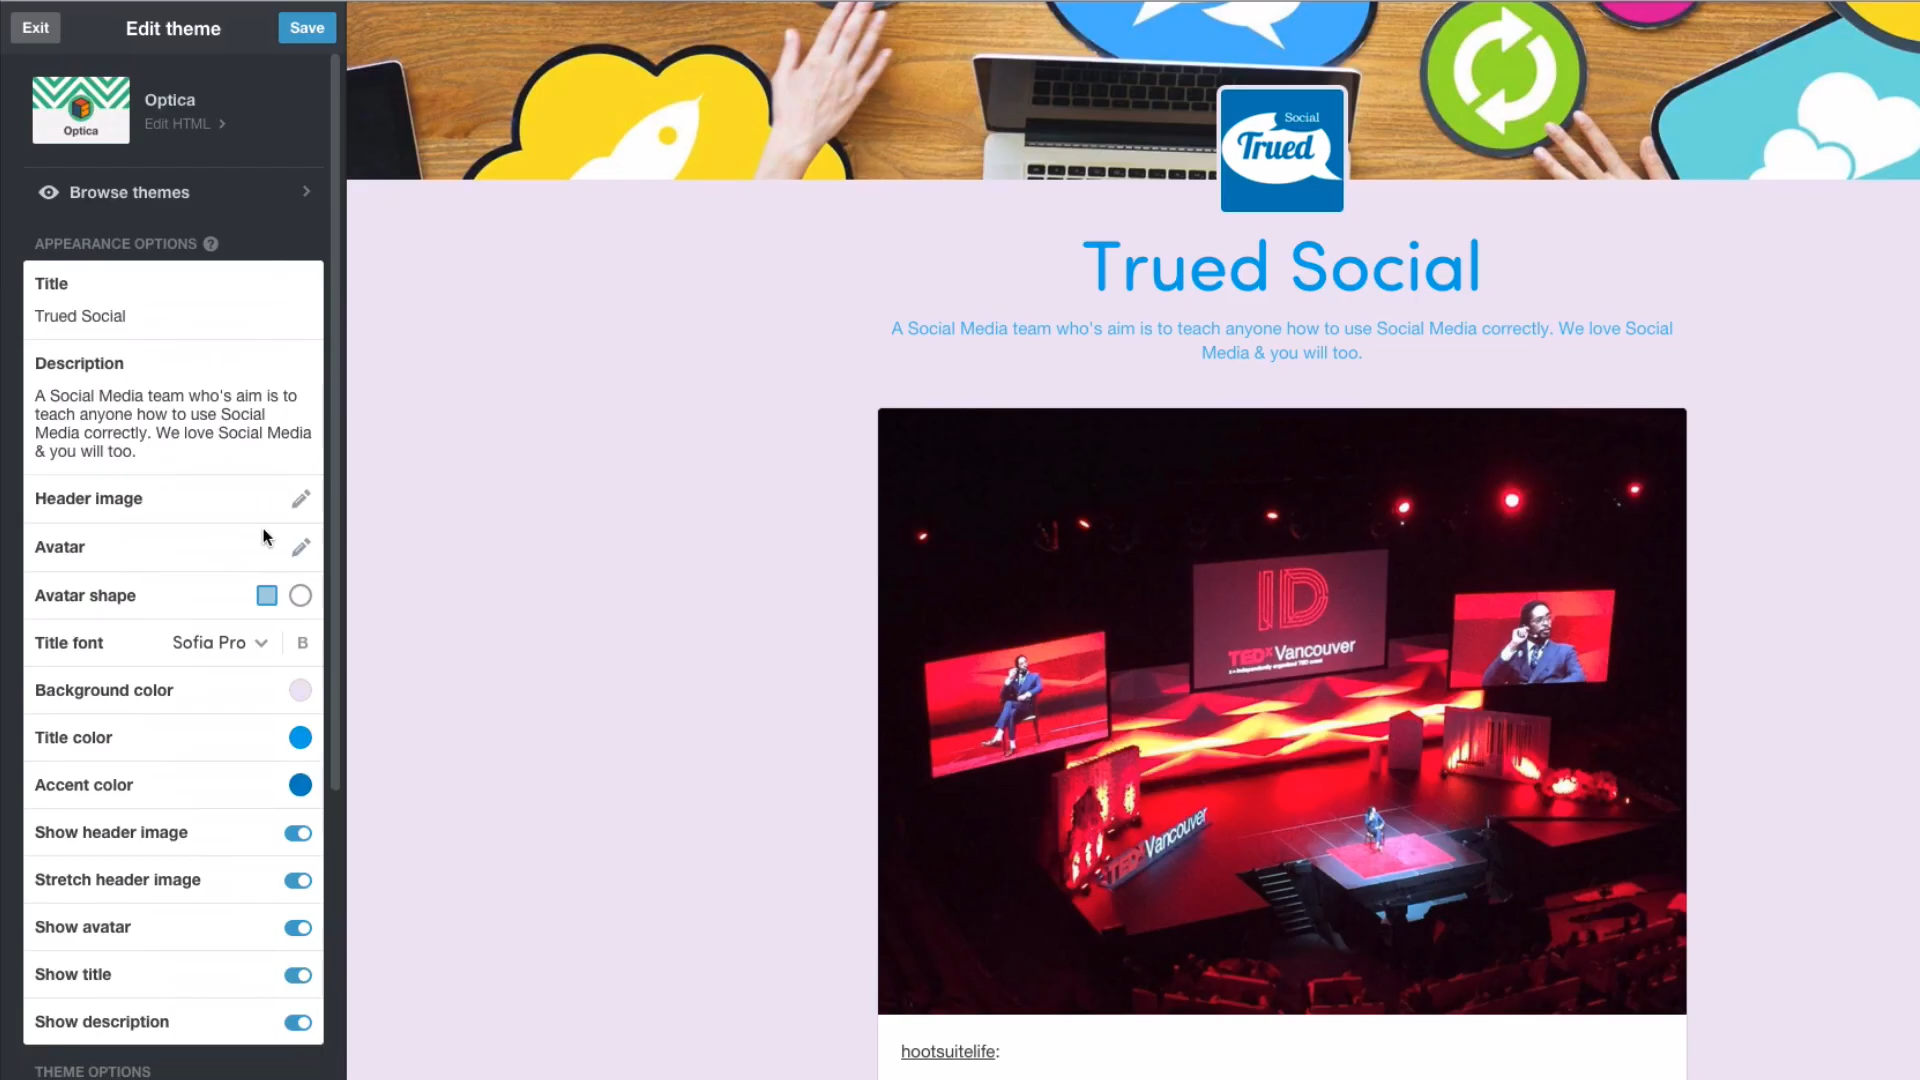 Exit
Edit theme
Save
Optica
Optica
Edit HTML
Browse themes
APPEARANCE OPTIONS ?
Title
Trued Social
Description
A Social Media team who's aim is to
teach anyone how to use Social
Media correctly. We love Social Media
& you will too.
Header image
Avatar
Avatar shape
Title font Sofia Pro B
Background color
Title color
Accent color
Show header image
Stretch header image
Show avatar
Show title
Show description
THEME OPTIONS
Social
Trued
Trued Social
A Social Media team who's aim is to teach anyone how to use Social Media correctly. We love Social
Media & you will too.
ID
TEDx Vancouver
x = independently organized TED event
TEDxVancouver
hootsuitelife: